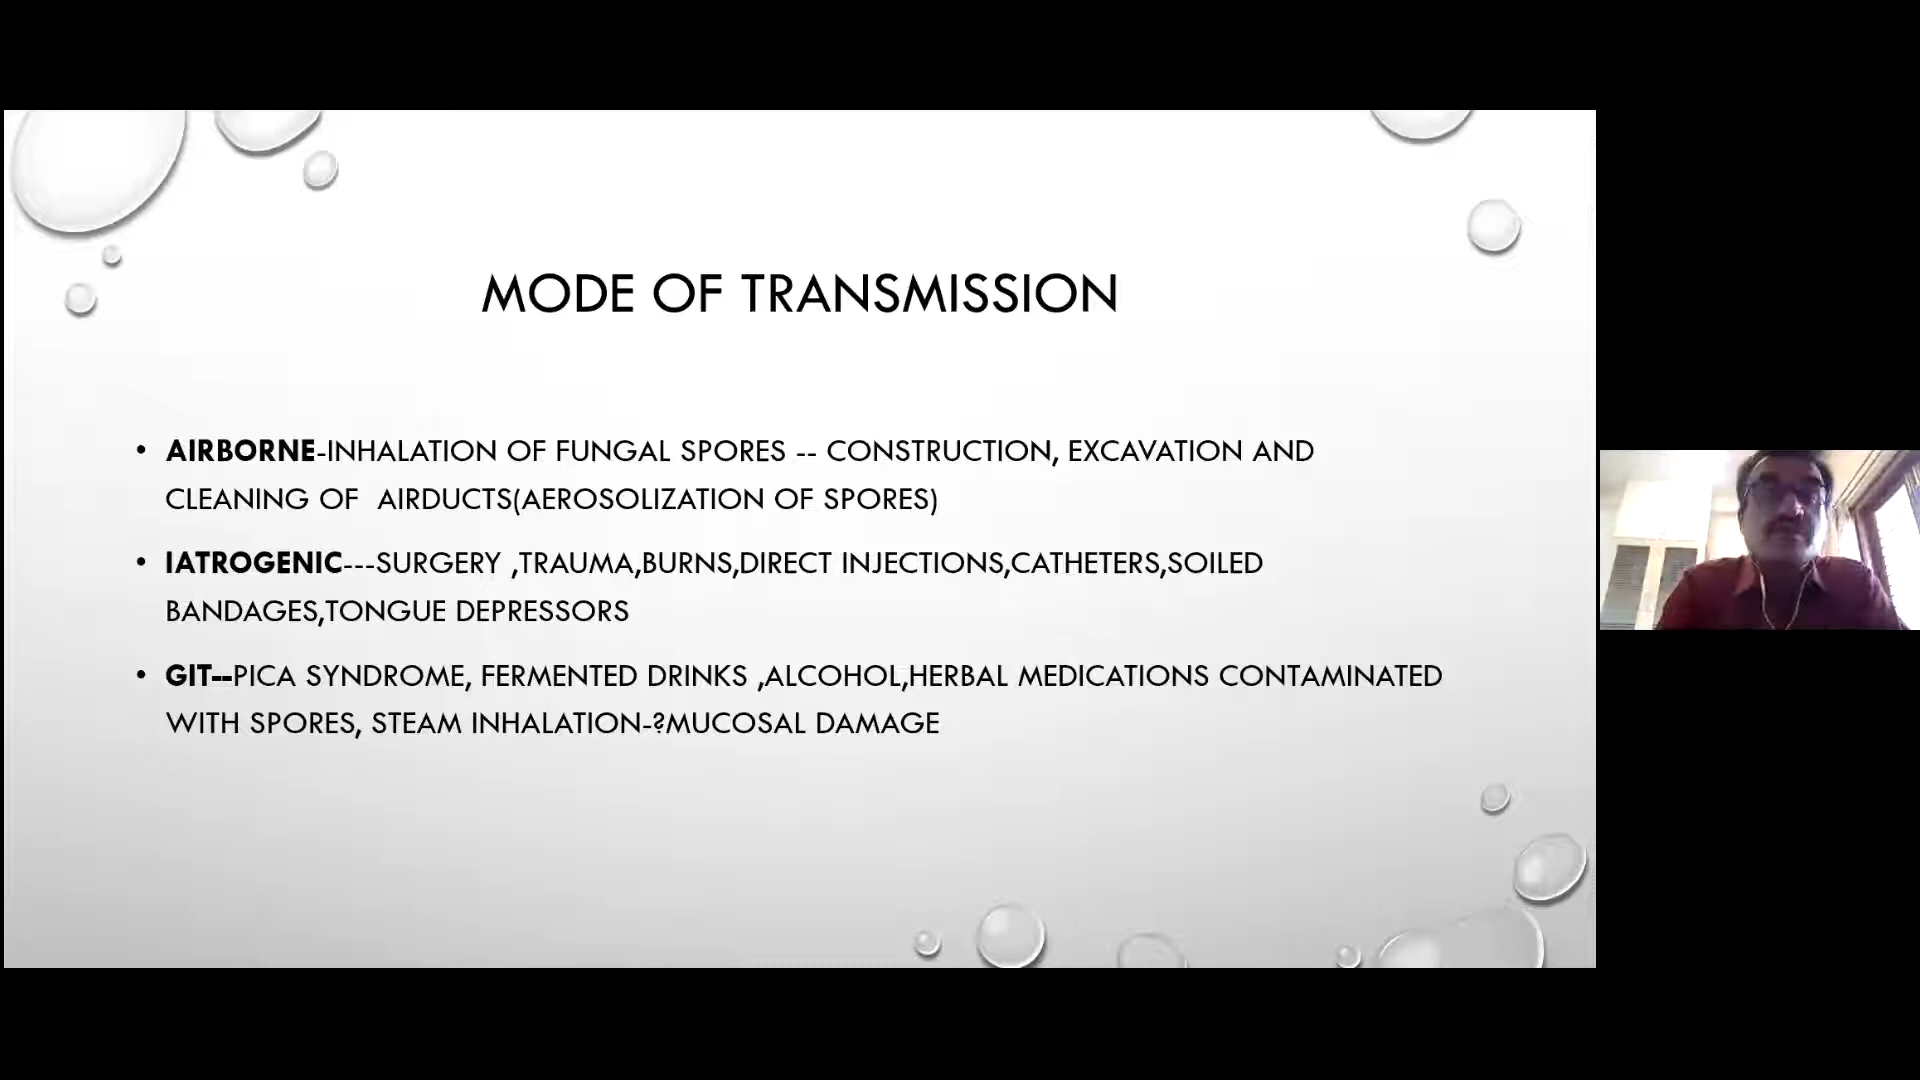 MODE OF TRANSMISSION
• AIRBORNE-INHALATION OF FUNGAL SPORES -- CONSTRUCTION, EXCAVATION AND
CLEANING OF  AIRDUCTS(AEROSOLIZATION OF SPORES)
• IATROGENIC---SURGERY ,TRAUMA,BURNS,DIRECT INJECTIONS,CATHETERS,SOILED
BANDAGES,TONGUE DEPRESSORS
• GIT--PICA SYNDROME, FERMENTED DRINKS ,ALCOHOL,HERBAL MEDICATIONS CONTAMINATED
WITH SPORES, STEAM INHALATION-?MUCOSAL DAMAGE